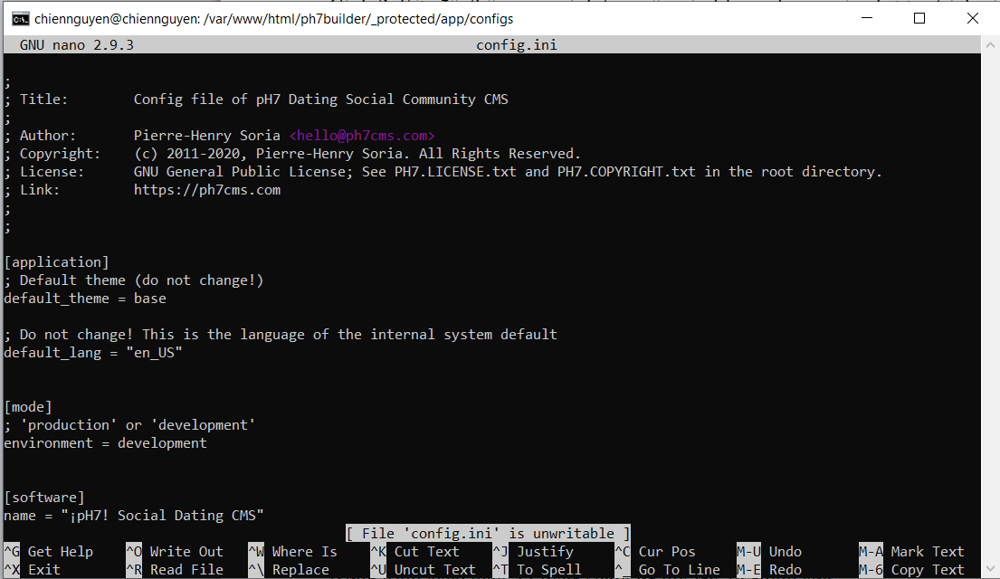 chiennguyen@chiennguyen: /var/www/html/ph7builder/_protected/app/configs
GNU nano 2.9.3 config.ini
;
; Title: Config file of pH7 Dating Social Community CMS
;
; Author: Pierre-Henry Soria <hello@ph7cms.com>
; Copyright: (c) 2011-2020, Pierre-Henry Soria. All Rights Reserved.
; License: GNU General Public License; See PH7.LICENSE.txt and PH7.COPYRIGHT.txt in the root directory.
; Link: https://ph7cms.com
;
;
[application]
; Default theme (do not change!)
default_theme = base
; Do not change! This is the language of the internal system default
default_lang = "en_US"
[mode]
; 'production' or 'development'
environment = development
[software]
name = "¡pH7! Social Dating CMS"
[ File 'config.ini' is unwritable ]
^G Get Help ^O Write Out ^W Where Is ^K Cut Text ^J Justify ^C Cur Pos M-U Undo M-A Mark Text
^X Exit ^R Read File ^\ Replace ^U Uncut Text ^T To Spell ^_ Go To Line M-E Redo M-6 Copy Text